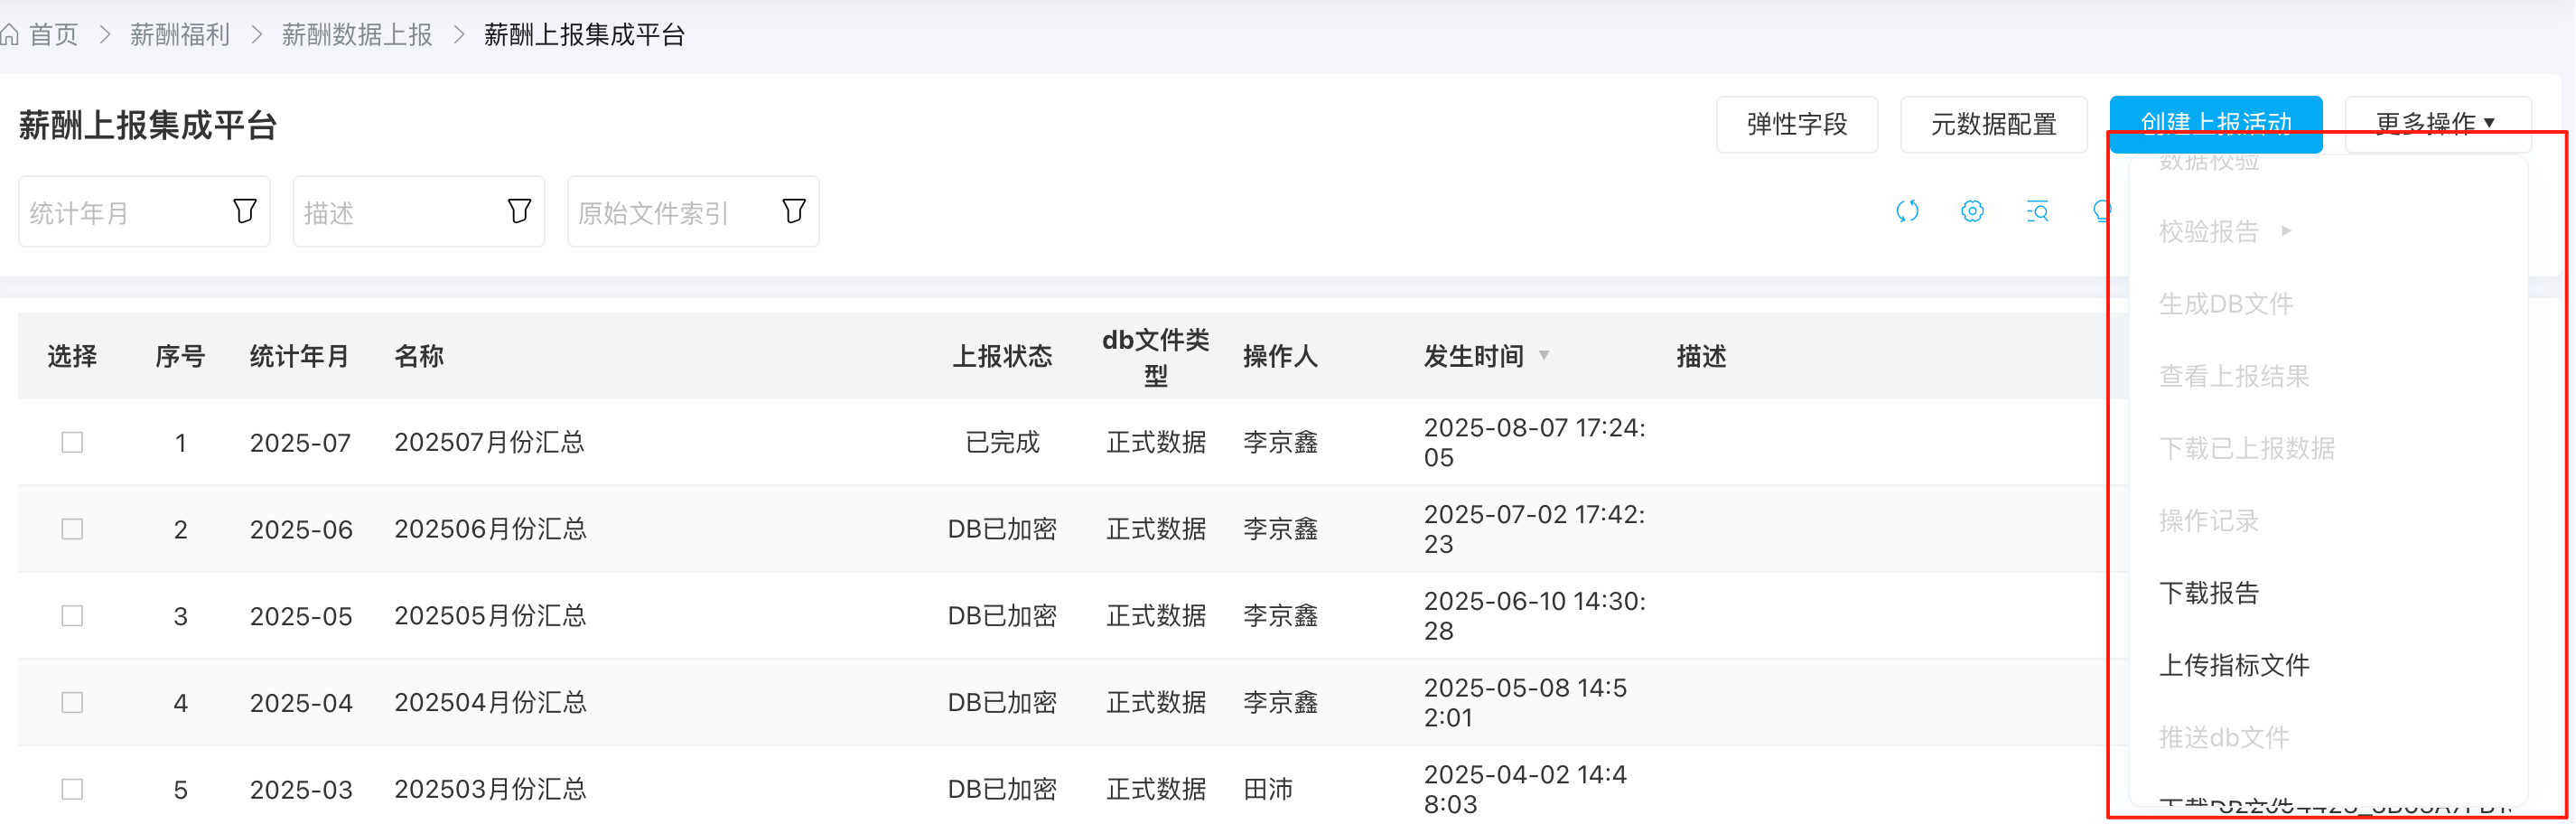 首页 > 薪酬福利 > 薪酬数据上报 > 薪酬上报集成平台
薪酬上报集成平台
弹性字段 元数据配置 创建上报活动 更多操作▼
统计年月 描述 原始文件索引
选择 序号 统计年月 名称 上报状态 db文件类型 操作人 发生时间 描述
1 2025-07 202507月份汇总 已完成 正式数据 李京鑫 2025-08-07 17:24:05
2 2025-06 202506月份汇总 DB已加密 正式数据 李京鑫 2025-07-02 17:42:23
3 2025-05 202505月份汇总 DB已加密 正式数据 李京鑫 2025-06-10 14:30:28
4 2025-04 202504月份汇总 DB已加密 正式数据 李京鑫 2025-05-08 14:52:01
5 2025-03 202503月份汇总 DB已加密 正式数据 田沛 2025-04-02 14:48:03
数据校验
校验报告
生成DB文件
查看上报结果
下载已上报数据
操作记录
下载报告
上传指标文件
推送db文件
下载DB文件